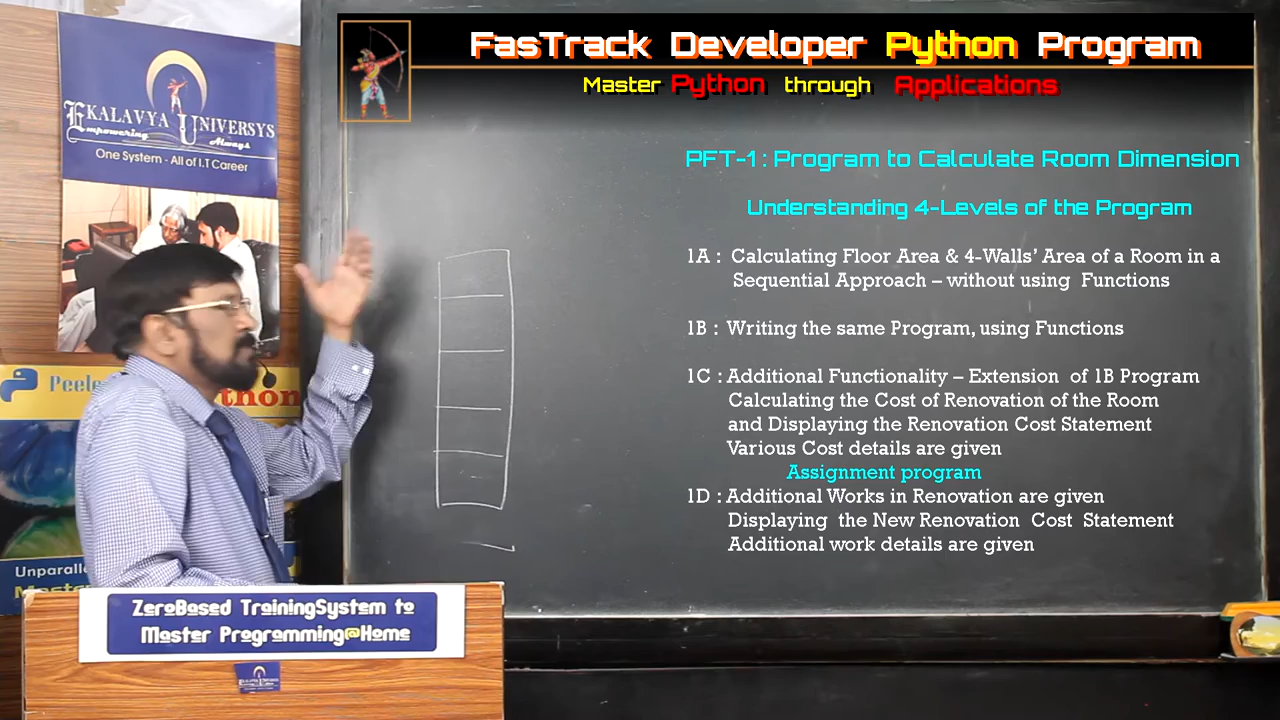 FasTrack Developer Python Program
Master Python through Applications
EKALAVYA UNIVERSYS
Empowering Always
One System - All of I.T Career
PFT-1 : Program to Calculate Room Dimension
Understanding 4-Levels of the Program
1A : Calculating Floor Area & 4-Walls' Area of a Room in a
Sequential Approach – without using Functions
1B : Writing the same Program, using Functions
1C : Additional Functionality – Extension of 1B Program
Calculating the Cost of Renovation of the Room
and Displaying the Renovation Cost Statement
Various Cost details are given
Assignment program
1D : Additional Works in Renovation are given
Displaying the New Renovation Cost Statement
Additional work details are given
ZeroBased TrainingSystem to
Master Programming@Home